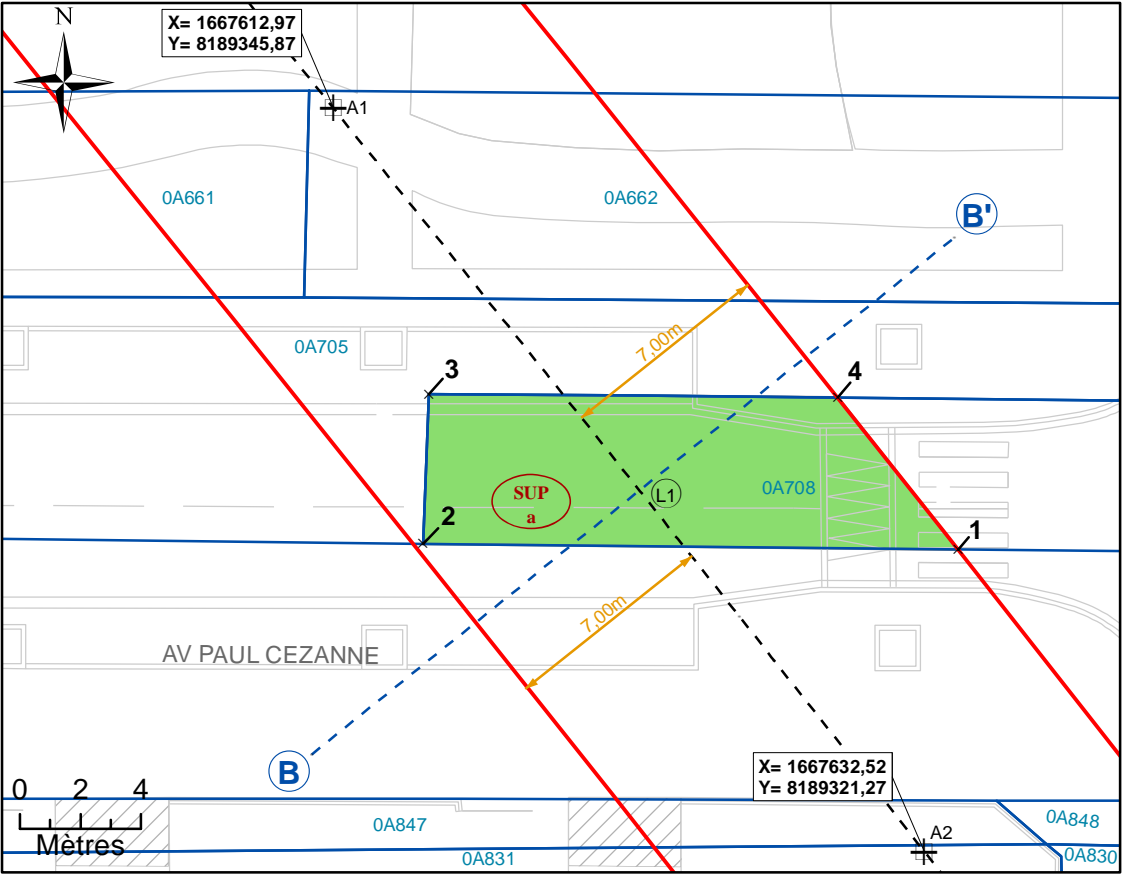 N
X= 1667612,97
Y= 8189345,87
A1
0A661
0A662
B'
7,00m
0A705
3
4
SUP
a
L1
0A708
2
1
7,00m
AV PAUL CEZANNE
B
X= 1667632,52
Y= 8189321,27
0 2 4
Mètres
0A847
0A848
A2
0A831
0A830